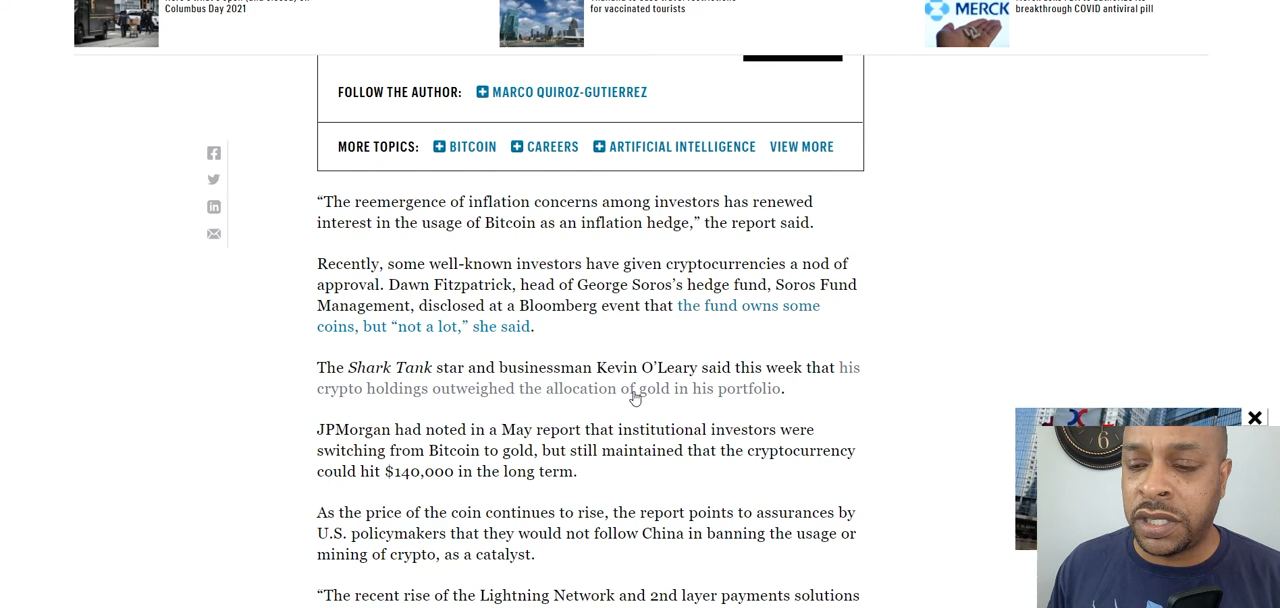 Columbus Day 2021
for vaccinated tourists
MERCK
breakthrough COVID antiviral pill
FOLLOW THE AUTHOR: MARCO QUIROZ-GUTIERREZ
MORE TOPICS: BITCOIN CAREERS ARTIFICIAL INTELLIGENCE VIEW MORE
in
“The reemergence of inflation concerns among investors has renewed
interest in the usage of Bitcoin as an inflation hedge,” the report said.
Recently, some well-known investors have given cryptocurrencies a nod of
approval. Dawn Fitzpatrick, head of George Soros’s hedge fund, Soros Fund
Management, disclosed at a Bloomberg event that the fund owns some
coins, but “not a lot,” she said.
The Shark Tank star and businessman Kevin O’Leary said this week that his
crypto holdings outweighed the allocation of gold in his portfolio.
JPMorgan had noted in a May report that institutional investors were
switching from Bitcoin to gold, but still maintained that the cryptocurrency
could hit $140,000 in the long term.
As the price of the coin continues to rise, the report points to assurances by
U.S. policymakers that they would not follow China in banning the usage or
mining of crypto, as a catalyst.
“The recent rise of the Lightning Network and 2nd layer payments solutions
6